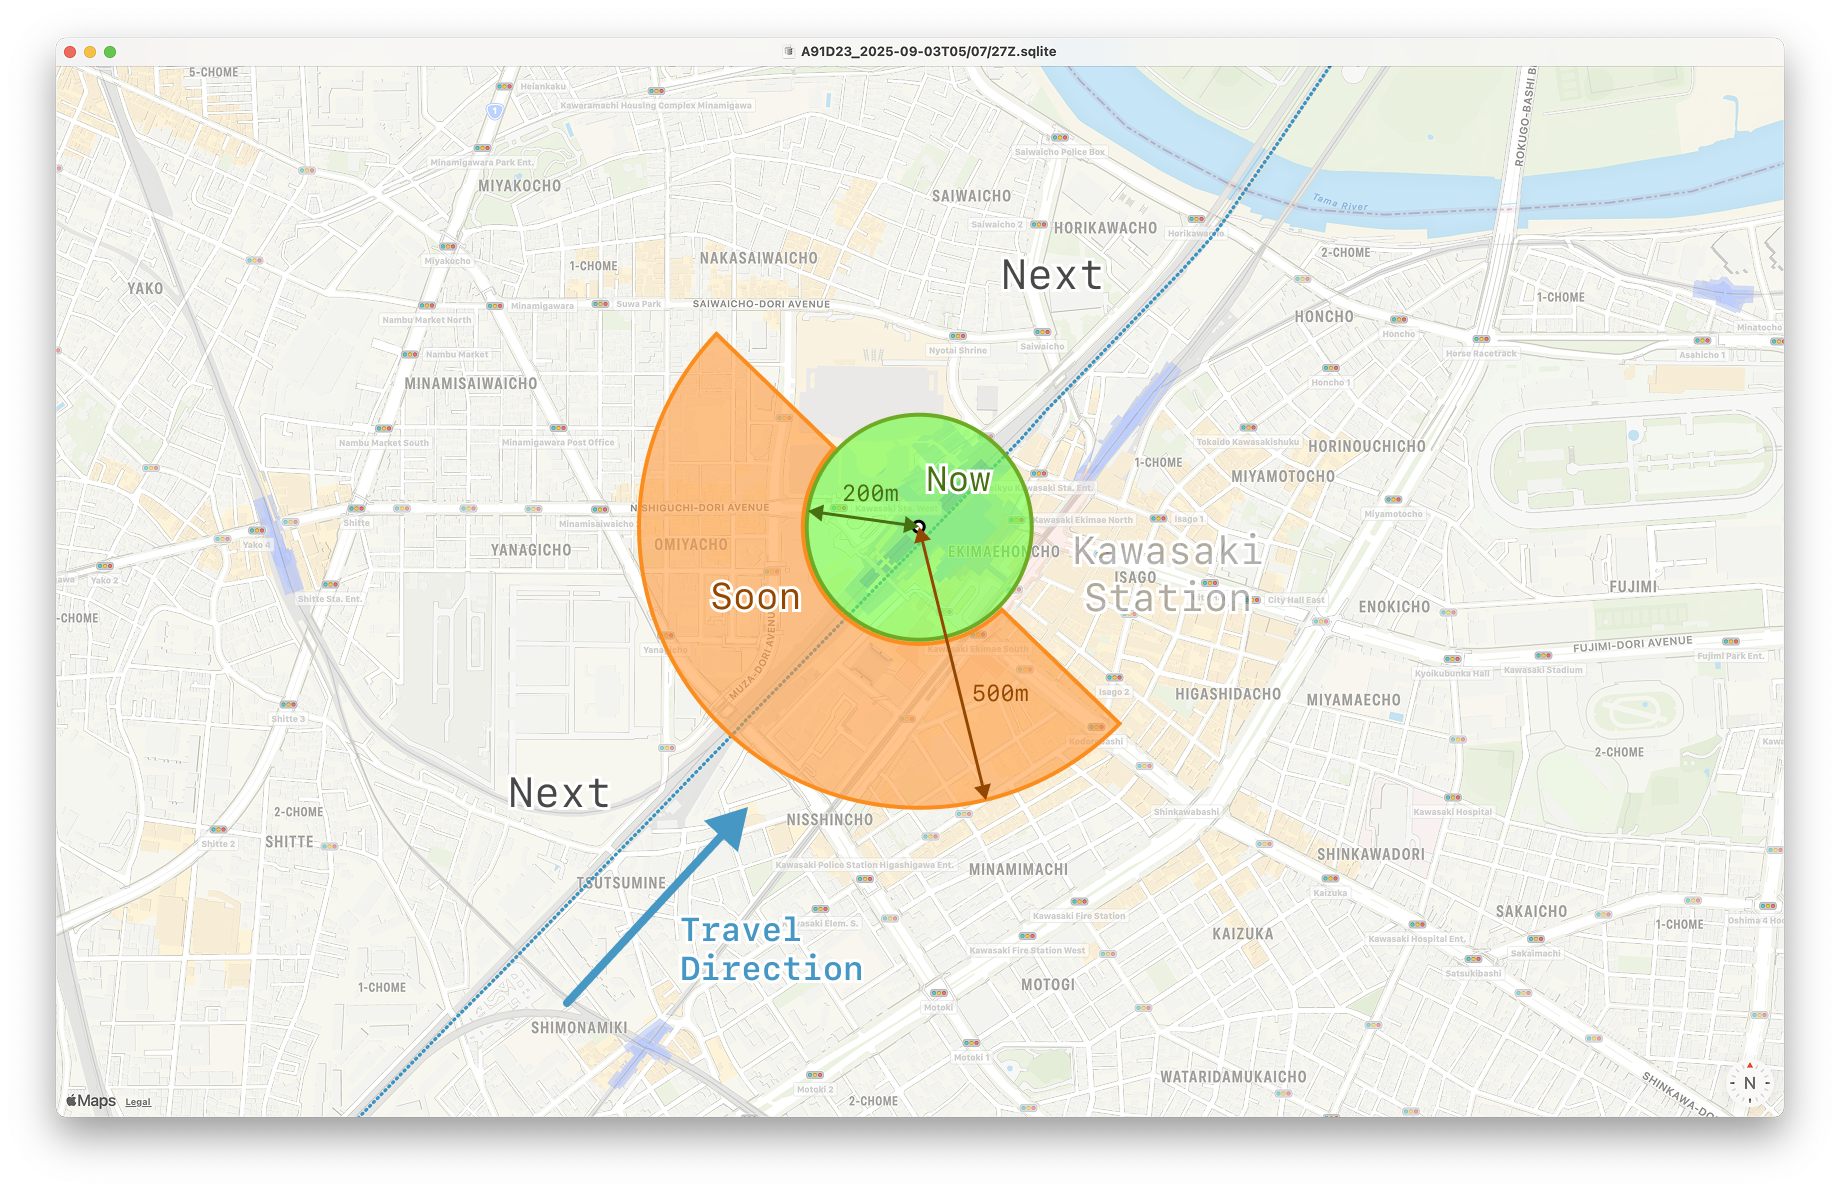 A91D23_2025-09-03T05/07/27Z.sqlite
5-CHOME
Heiankaku
Kawaramachi Housing Complex Minamigawa
1
ROKUGO-BASHI B
Saiwaicho Police Box
Minamigawara Park Ent.
MIYAKOCHO
SAIWAICHO
Tama River
Saiwaicho 2
HORIKAWACHO
Horikawacho
2-CHOME
Miyakocho
NAKASAIWAICHO
1-CHOME
Next
YAKO
1-CHOME
Minamigawara
Suwa Park
SAIWAICHO-DORI AVENUE
HONCHO
Nambu Market North
Honcho
Minatocho
Saiwaicho
Nyotai Shrine
Nambu Market
Horse Racetrack
Asahicho 1
MINAMISAIWAICHO
Honcho 1
Nambu Market South
Minamigawara Post Office
Tokaido Kawasakishuku
HORINOUCHICHO
1-CHOME
MIYAMOTOCHO
Now
200m
kyu Kawasaki Sta. Ent.
NISHIGUCHI-DORI AVENUE
Kawasaki Sta. West
Miyamotocho
Shitte
Minamisaiwaicho
Kawasaki Ekimae North
Isago 1
Yako 4
YANAGICHO
OMIYACHO
EKIMAEHONCHO
Kawasaki
Station
ISAGO
Yako 2
FUJIMI
Shitte Sta. Ent.
Soon
City Hall East
ENOKICHO
-CHOME
MUZA-DORI AVENUE
Kawasaki Ekimae South
FUJIMI-DORI AVENUE
Fujimi Park Ent.
Kawasaki Stadium
Kyoikubunka Hall
500m
Isago 2
HIGASHIDACHO
MIYAMAECHO
Shitte 3
2-CHOME
Next
2-CHOME
NISSHINCHO
Shinkawabashi
Kawasaki Hospital
Shitte 2
SHITTE
SHINKAWADORI
Kawasaki Police Station Higashigawa Ent.
MINAMIMACHI
TSUTSUMINE
Kaizuka
Kawasaki Fire Station
SAKAICHO
Oshima 4
1-CHOME
Travel
Direction
KAIZUKA
Kawasaki Hospital Ent.
Kawasaki Fire Station West
Sakaimachi
Satsukibashi
1-CHOME
MOTOGI
Motoki
SHIMONAMIKI
Motoki 1
WATARIDAMUKAICHO
SHINKAWA-DO
N
Motoki 2
2-CHOME
Maps
Legal